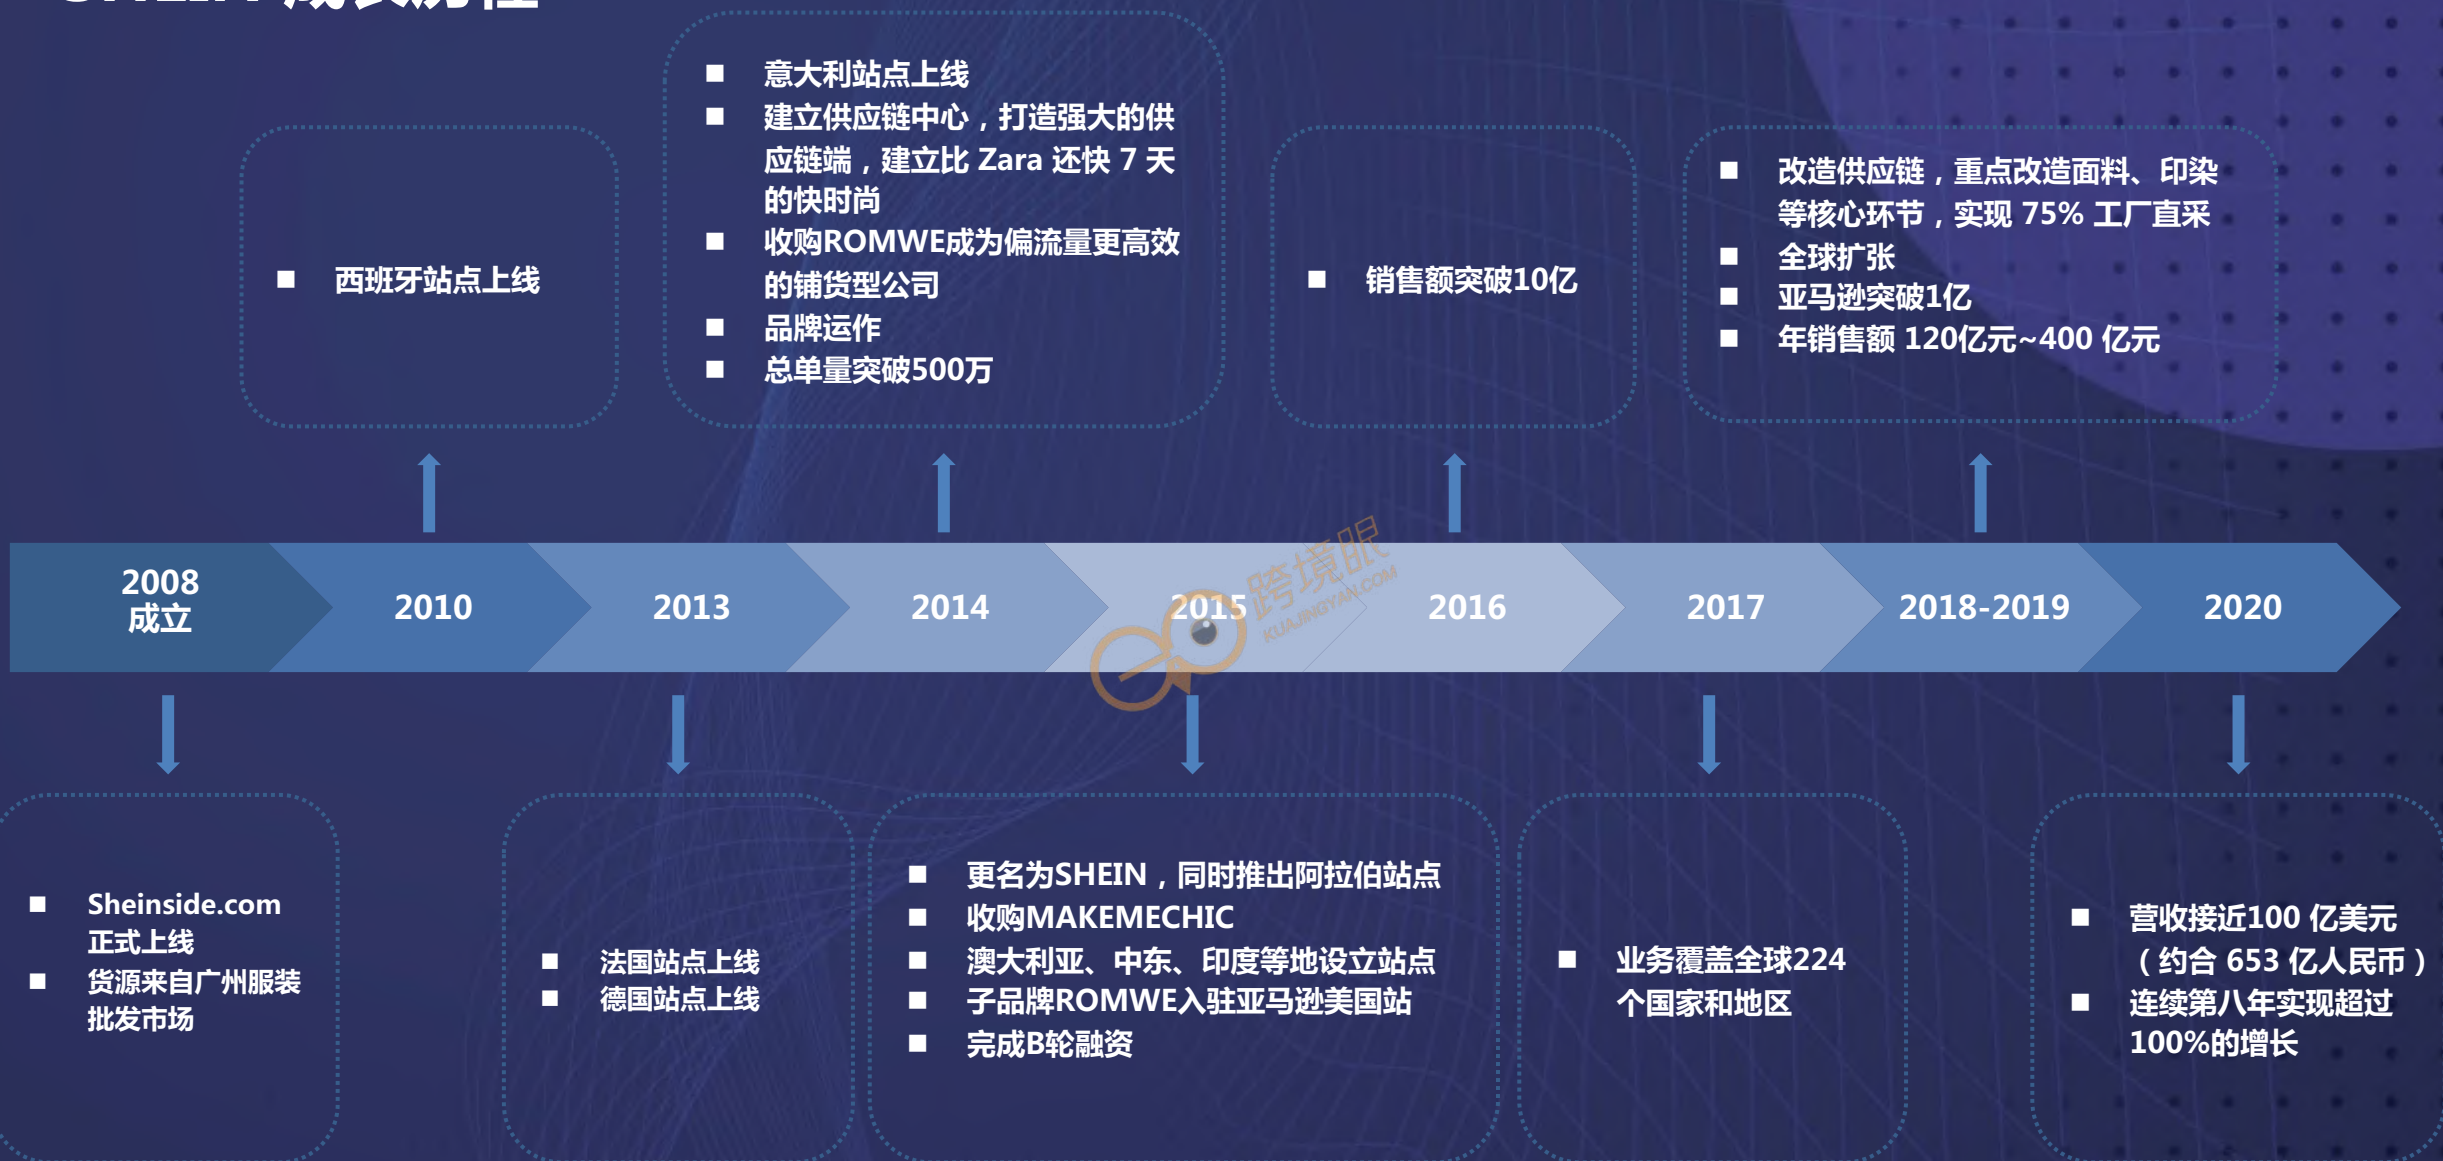 SHEIN 成长历程
意大利站点上线
建立供应链中心，打造强大的供
应链端，建立比 Zara 还快 7 天
的快时尚
收购ROMWE成为偏流量更高效
的铺货型公司
品牌运作
总单量突破500万
西班牙站点上线
销售额突破10亿
改造供应链，重点改造面料、印染
等核心环节，实现 75% 工厂直采
全球扩张
亚马逊突破1亿
年销售额 120亿元~400 亿元
2008
成立
2010
2013
2014
2015
2016
2017
2018-2019
2020
跨境眼
KUAJINGYAN.COM
Sheinside.com
正式上线
货源来自广州服装
批发市场
法国站点上线
德国站点上线
更名为SHEIN，同时推出阿拉伯站点
收购MAKEMECHIC
澳大利亚、中东、印度等地设立站点
子品牌ROMWE入驻亚马逊美国站
完成B轮融资
业务覆盖全球224
个国家和地区
营收接近100 亿美元
（约合 653 亿人民币）
连续第八年实现超过
100%的增长